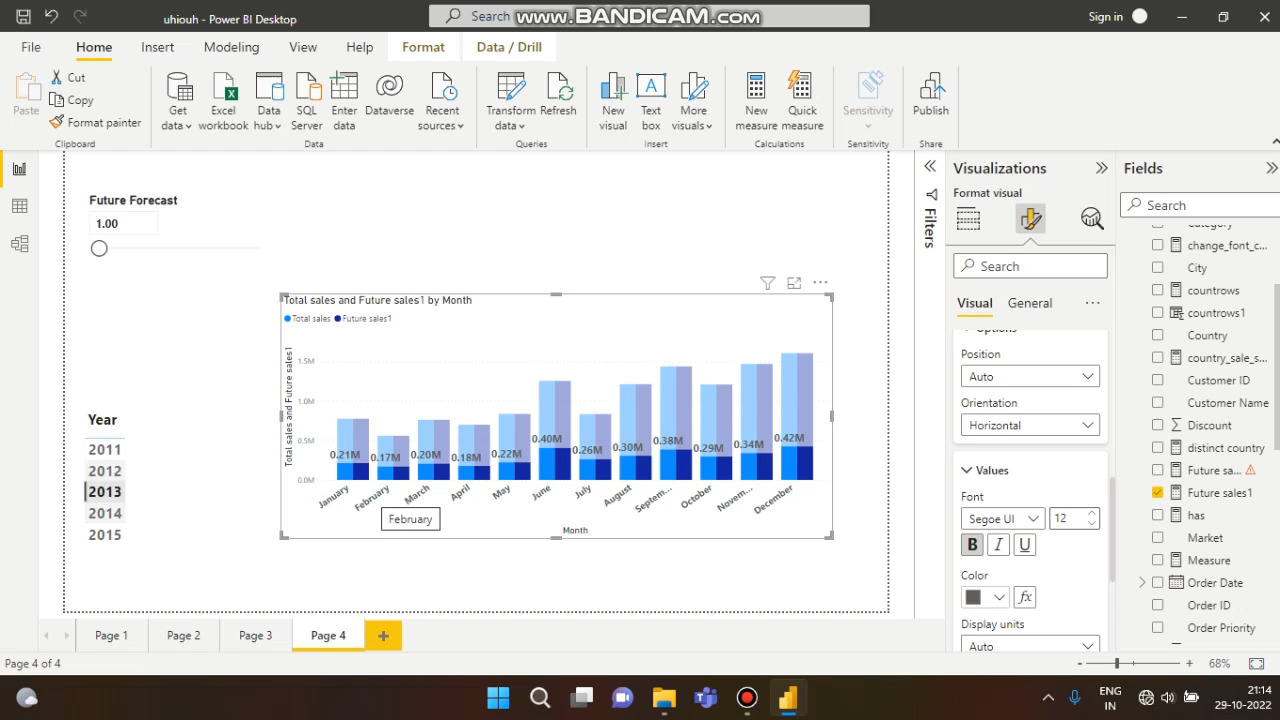 uhiouh - Power BI Desktop
Search
www.BANDICAM.com
Sign in
File
Home
Insert
Modeling
View
Help
Format
Data / Drill
Paste
Cut
Copy
Format painter
Clipboard
Get data
Excel workbook
Data hub
SQL Server
Enter data
Dataverse
Recent sources
Data
Transform data
Refresh
Queries
New visual
Text box
More visuals
Insert
New measure
Quick measure
Calculations
Sensitivity
Sensitivity
Publish
Share
Future Forecast
1.00
Year
2011
2012
2013
2014
2015
Total sales and Future sales1 by Month
Total sales
Future sales1
Total sales and Future sales1
1.5M
1.0M
0.5M
0.0M
0.21M
0.17M
0.20M
0.18M
0.22M
0.40M
0.26M
0.30M
0.38M
0.29M
0.34M
0.42M
January
February
March
April
May
June
July
August
Septem...
October
Novem...
December
February
Month
Filters
Visualizations
Format visual
Search
Visual
General
...
Options
Position
Auto
Orientation
Horizontal
Values
Font
Segoe UI
12
B
I
U
Color
fx
Display units
Auto
Fields
Search
Category
change_font_c...
City
countrows
countrows1
Country
country_sale_s...
Customer ID
Customer Name
Discount
distinct country
Future sa...
Future sales1
has
Market
Measure
Order Date
Order ID
Order Priority
Page 1
Page 2
Page 3
Page 4
Page 4 of 4
- + 68%
ENG
IN
21:14
29-10-2022